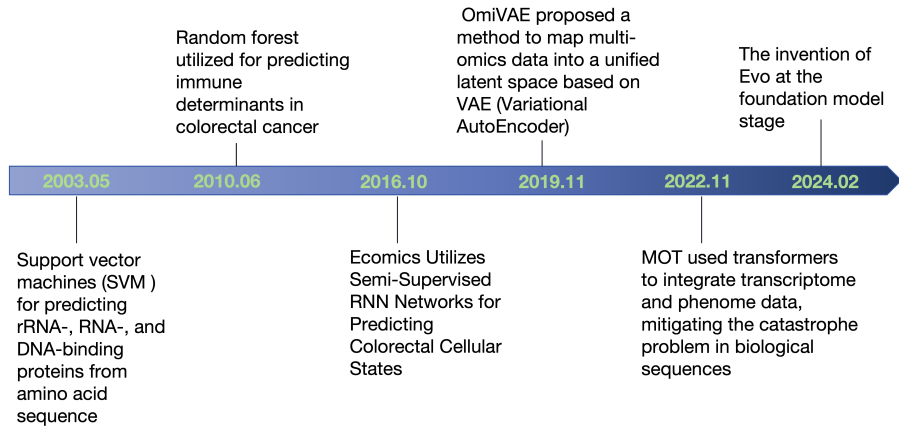 Random forest
utilized for predicting
immune
determinants in
colorectal cancer
OmiVAE proposed a
method to map multi-
omics data into a unified
latent space based on
VAE (Variational
AutoEncoder)
The invention of
Evo at the
foundation model
stage
2003.05
2010.06
2016.10
2019.11
2022.11
2024.02
Support vector
machines (SVM )
for predicting
rRNA-, RNA-, and
DNA-binding
proteins from
amino acid
sequence
Ecomics Utilizes
Semi-Supervised
RNN Networks for
Predicting
Colorectal Cellular
States
MOT used transformers
to integrate transcriptome
and phenome data,
mitigating the catastrophe
problem in biological
sequences